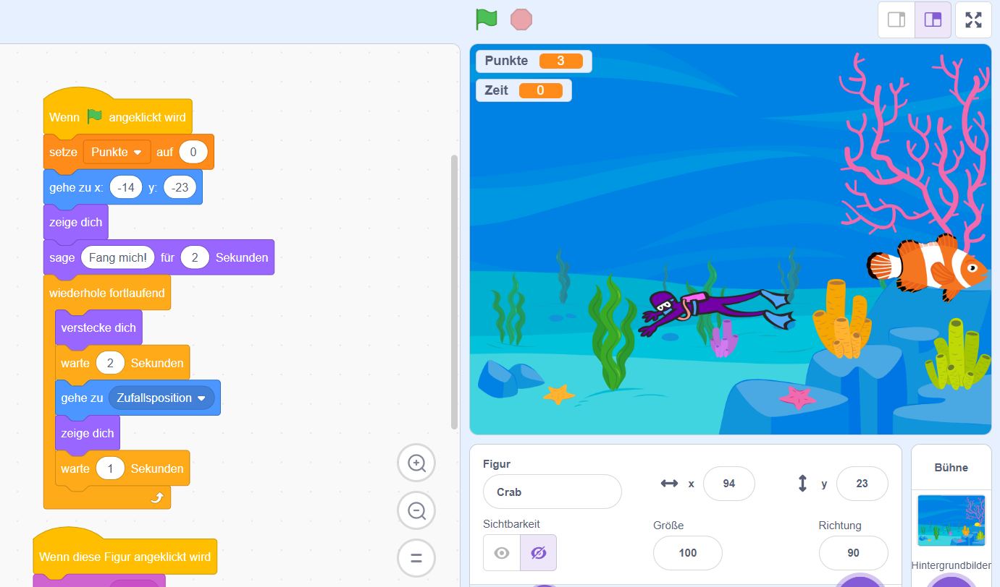 Wenn angeklickt wird
setze Punkte auf 0
gehe zu x: -14 y: -23
zeige dich
sage Fang mich! für 2 Sekunden
wiederhole fortlaufend
verstecke dich
warte 2 Sekunden
gehe zu Zufallsposition
zeige dich
warte 1 Sekunden
Wenn diese Figur angeklickt wird
Punkte 3
Zeit 0
Figur
Crab
x 94
y 23
Sichtbarkeit
Größe
100
Richtung
90
Bühne
Hintergrundbilder